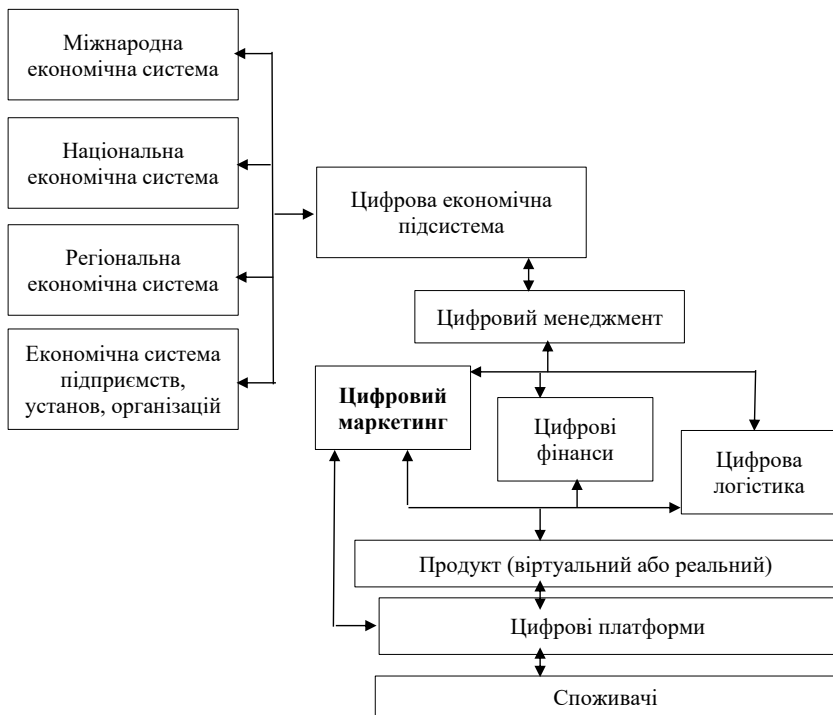 Міжнародна
економічна система
Національна
економічна система
Регіональна
економічна система
Економічна система
підприємств,
установ, організацій
Цифрова економічна
підсистема
Цифровий менеджмент
Цифровий
маркетинг
Цифрові
фінанси
Цифрова
логістика
Продукт (віртуальний або реальний)
Цифрові платформи
Споживачі